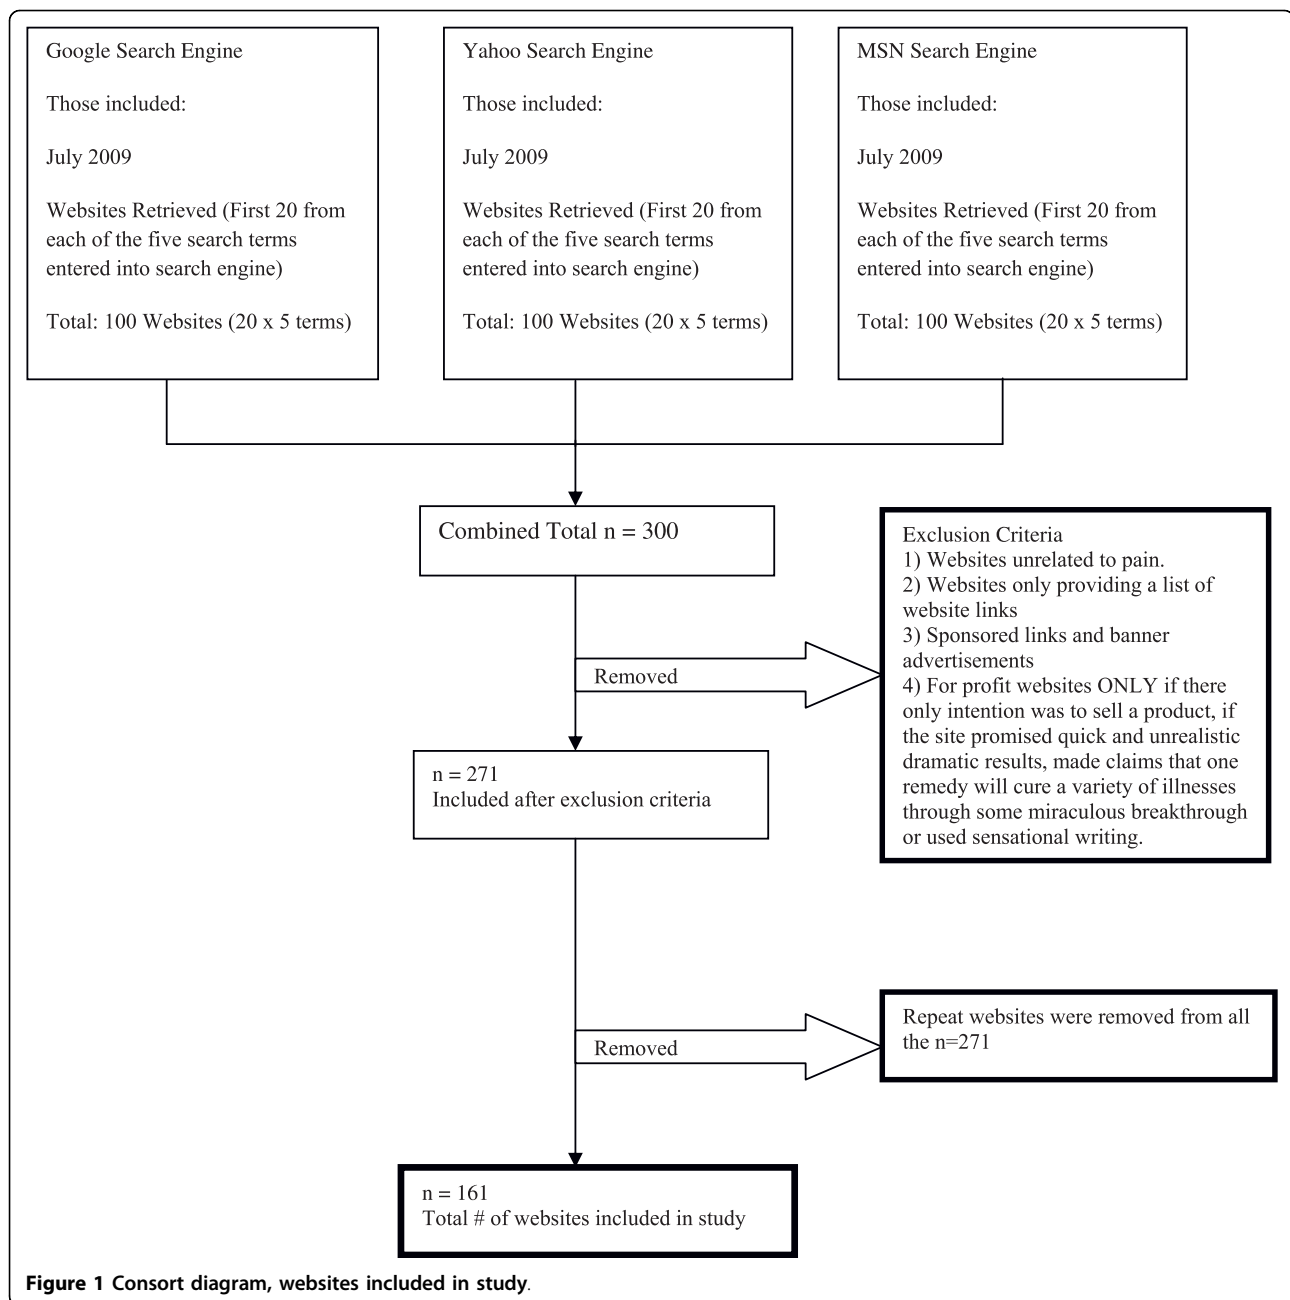 Google Search Engine
Those included:
July 2009
Websites Retrieved (First 20 from
each of the five search terms
entered into search engine)
Total: 100 Websites (20 x 5 terms)
Yahoo Search Engine
Those included:
July 2009
Websites Retrieved (First 20 from
each of the five search terms
entered into search engine)
Total: 100 Websites (20 x 5 terms)
MSN Search Engine
Those included:
July 2009
Websites Retrieved (First 20 from
each of the five search terms
entered into search engine)
Total: 100 Websites (20 x 5 terms)
Combined Total n = 300
Removed
Exclusion Criteria
1) Websites unrelated to pain.
2) Websites only providing a list of
website links
3) Sponsored links and banner
advertisements
4) For profit websites ONLY if there
only intention was to sell a product, if
the site promised quick and unrealistic
dramatic results, made claims that one
remedy will cure a variety of illnesses
through some miraculous breakthrough
or used sensational writing.
n = 271
Included after exclusion criteria
Removed
Repeat websites were removed from all
the n=271
n = 161
Total # of websites included in study
Figure 1 Consort diagram, websites included in study.